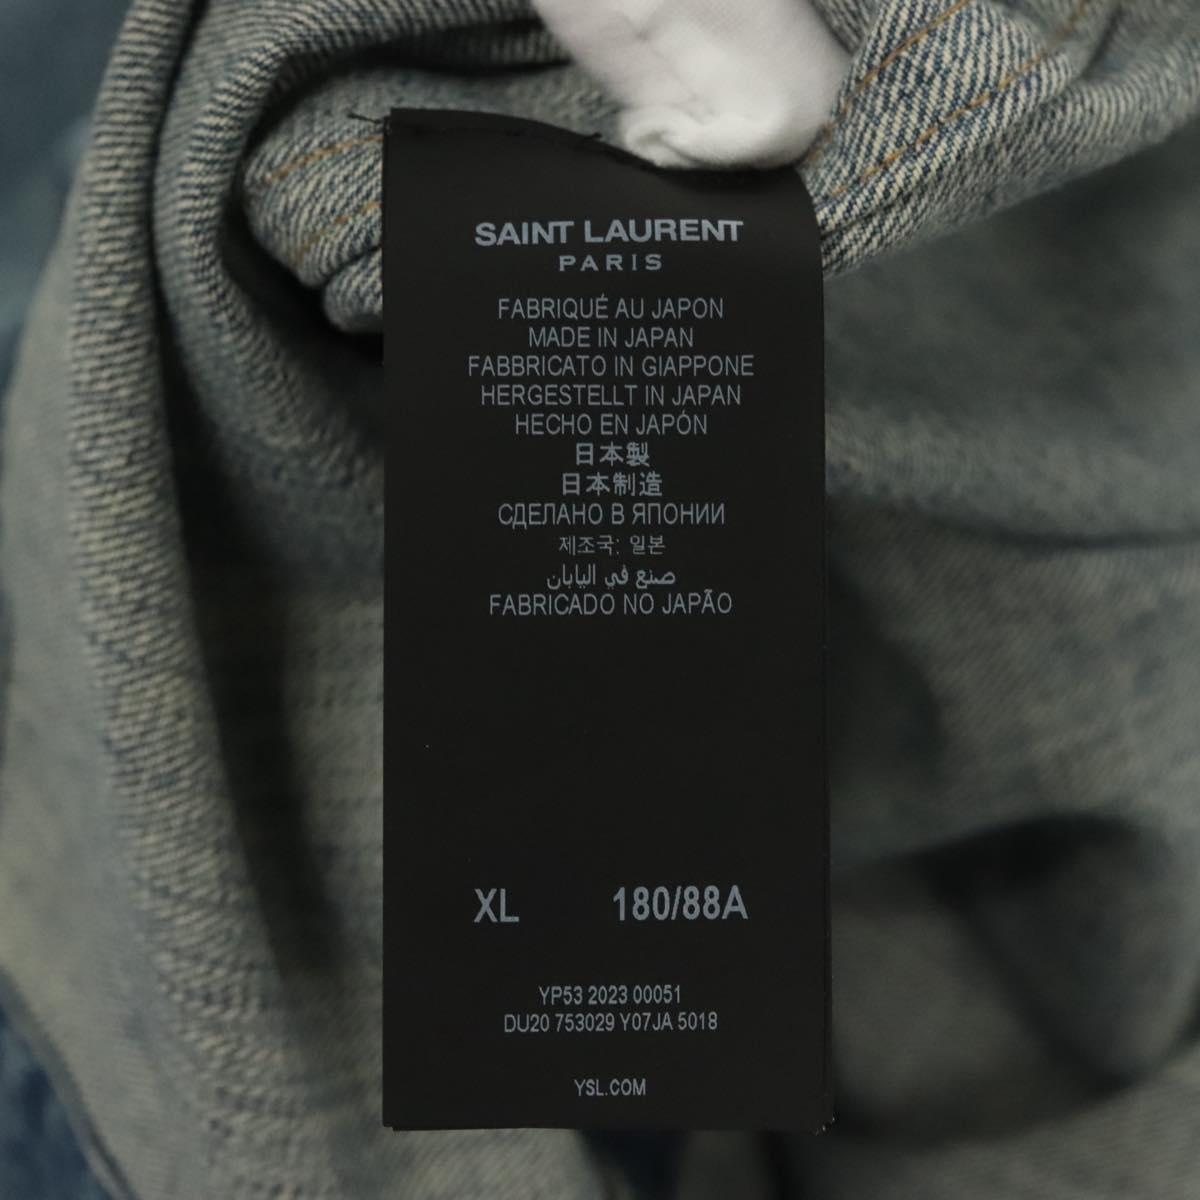 SAINT LAURENT
PARIS
FABRIQUÉ AU JAPON
MADE IN JAPAN
FABBRICATO IN GIAPPONE
HERGESTELLT IN JAPAN
HECHO EN JAPÓN
日本製
日本制造
СДЕЛАНО В ЯПОНИИ
제조국: 일본
صنع في اليابان
FABRICADO NO JAPÃO
XL 180/88A
YP53 2023 00051
DU20 753029 Y07JA 5018
YSL.COM